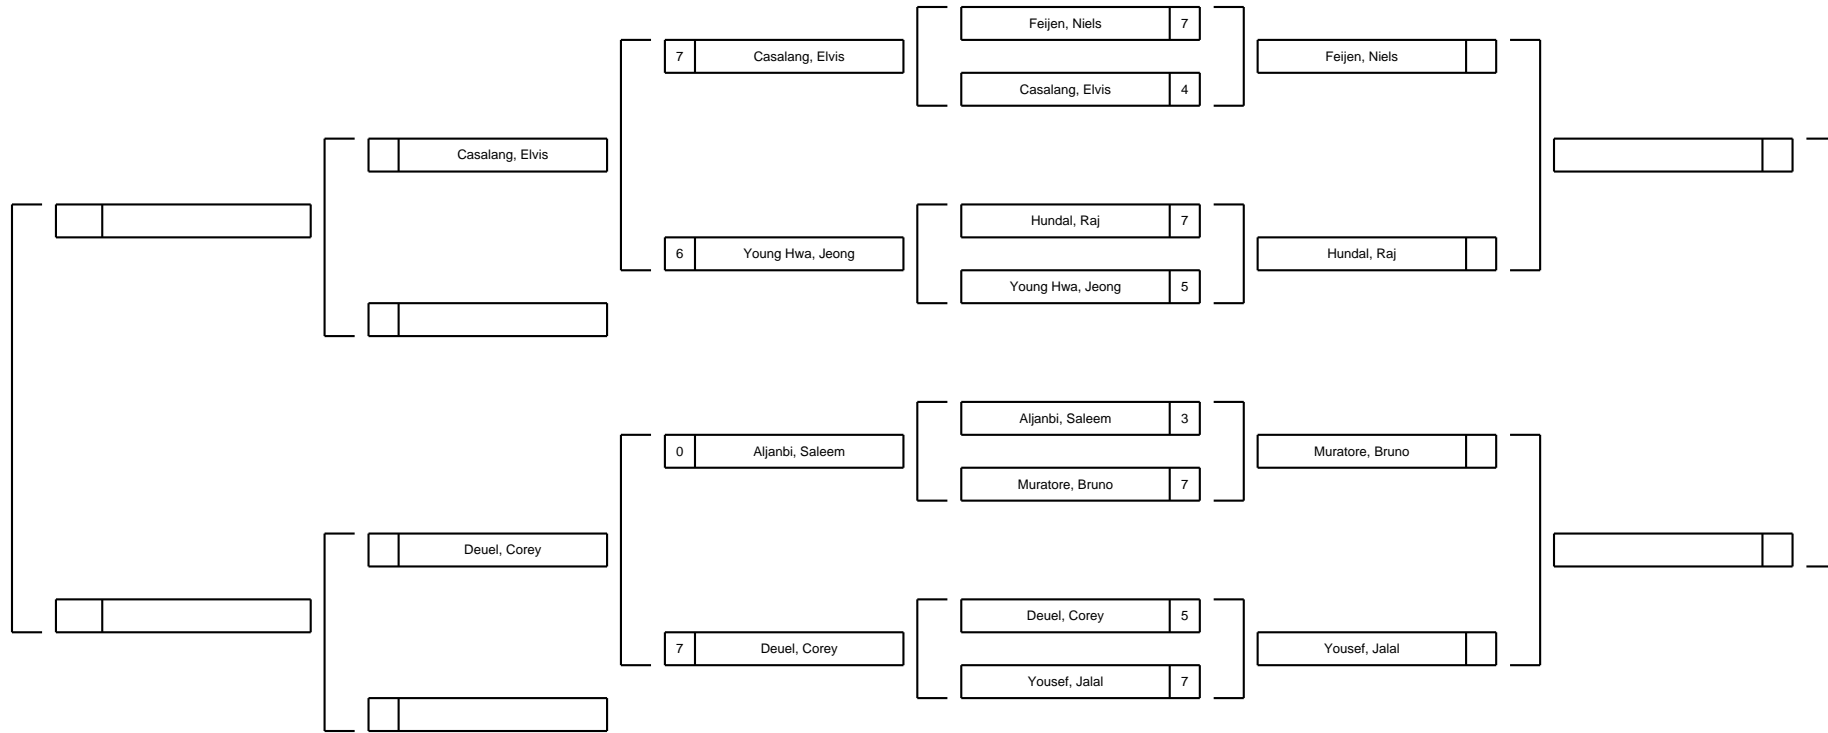 Feijen, Niels 7
7 Casalang, Elvis
Feijen, Niels
Casalang, Elvis 4
Casalang, Elvis
Hundal, Raj 7
6 Young Hwa, Jeong
Hundal, Raj
Young Hwa, Jeong 5
Aljanbi, Saleem 3
0 Aljanbi, Saleem
Muratore, Bruno
Muratore, Bruno 7
Deuel, Corey
Deuel, Corey 5
7 Deuel, Corey
Yousef, Jalal
Yousef, Jalal 7